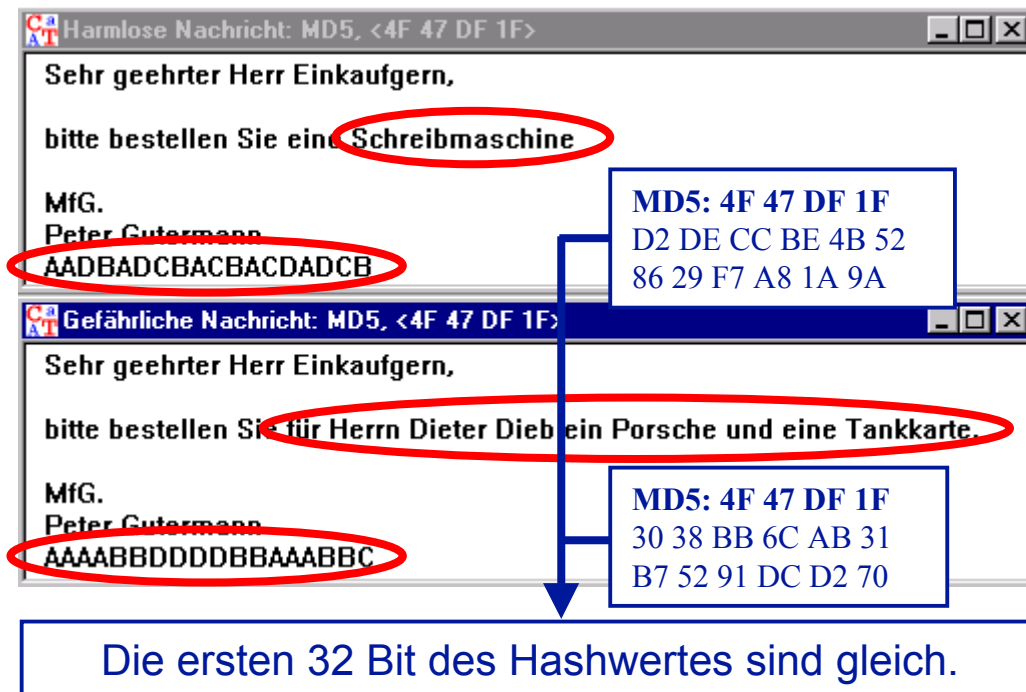 Harmlose Nachricht: MD5, <4F 47 DF 1F>
Sehr geehrter Herr Einkaufgern,
bitte bestellen Sie eine Schreibmaschine
MfG.
Peter Gutermann
AADBADCBACBACDADCB
MD5: 4F 47 DF 1F
D2 DE CC BE 4B 52
86 29 F7 A8 1A 9A
Gefährliche Nachricht: MD5, <4F 47 DF 1F>
Sehr geehrter Herr Einkaufgern,
bitte bestellen Sie für Herrn Dieter Dieb ein Porsche und eine Tankkarte.
MfG.
Peter Gutermann
AAAABBDDDDBBAAABBC
MD5: 4F 47 DF 1F
30 38 BB 6C AB 31
B7 52 91 DC D2 70
Die ersten 32 Bit des Hashwertes sind gleich.